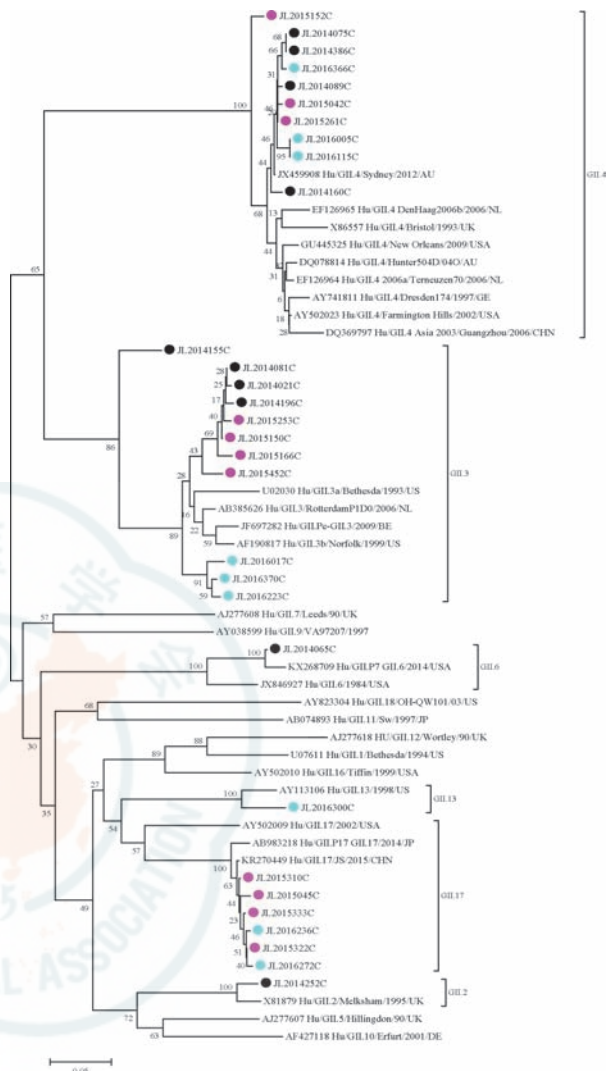 JL2015152C
JL2014075C
JL2014386C
JL2016366C
JL2014089C
JL2015042C
JL2015261C
JL2016005C
JL2016115C
JX459908 Hu/GII.4/Sydney/2012/AU
JL2014160C
EF126965 Hu/GII.4 DenHaag2006b/2006/NL
X86557 Hu/GII.4/Bristol/1993/UK
GU445325 Hu/GII.4/New Orleans/2009/USA
DQ078814 Hu/GII.4/Hunter504D/04O/AU
EF126964 Hu/GII.4 2006a/Terneuzen70/2006/NL
AY741811 Hu/GII.4/Dresden174/1997/GE
AY502023 Hu/GII.4/Farmington Hills/2002/USA
DQ369797 Hu/GII.4 Asia 2003/Guangzhou/2006/CHN
GII.4
JL2014155C
JL2014081C
JL2014021C
JL2014196C
JL2015253C
JL2015150C
JL2015166C
JL2015452C
U02030 Hu/GII.3a/Bethesda/1993/US
AB385626 Hu/GII.3/RotterdamP1D0/2006/NL
JF697282 Hu/GII.Pe-GII.3/2009/BE
AF190817 Hu/GII.3b/Norfolk/1999/US
JL2016017C
JL2016370C
JL2016223C
GII.3
AJ277608 Hu/GII.7/Leeds/90/UK
AY038599 Hu/GII.9/VA97207/1997
JL2014065C
KX268709 Hu/GII.P7 GII.6/2014/USA
JX846927 Hu/GII.6/1984/USA
GII.6
AY823304 Hu/GII.18/OH-QW101/03/US
AB074893 Hu/GII.11/Sw/1997/JP
AJ277618 HU/GII.12/Wortley/90/UK
U07611 Hu/GII.1/Bethesda/1994/US
AY502010 Hu/GII.16/Tiffin/1999/USA
AY113106 Hu/GII.13/1998/US
JL2016300C
GII.13
AY502009 Hu/GII.17/2002/USA
AB983218 Hu/GII.P17 GII.17/2014/JP
KR270449 Hu/GII.17/JS/2015/CHN
JL2015310C
JL2015045C
JL2015333C
JL2016236C
JL2015322C
JL2016272C
GII.17
JL2014252C
X81879 Hu/GII.2/Melksham/1995/UK
GII.2
AJ277607 Hu/GII.5/Hillingdon/90/UK
AF427118 Hu/GII.10/Erfurt/2001/DE
100
68
66
31
46
95
46
44
68
13
44
31
6
18
28
65
86
28
25
17
40
69
43
28
16
22
59
89
91
59
57
100
100
30
68
35
88
89
27
100
54
57
100
63
44
23
46
51
40
49
100
72
63
0.05
学
会
ASSOCIATION